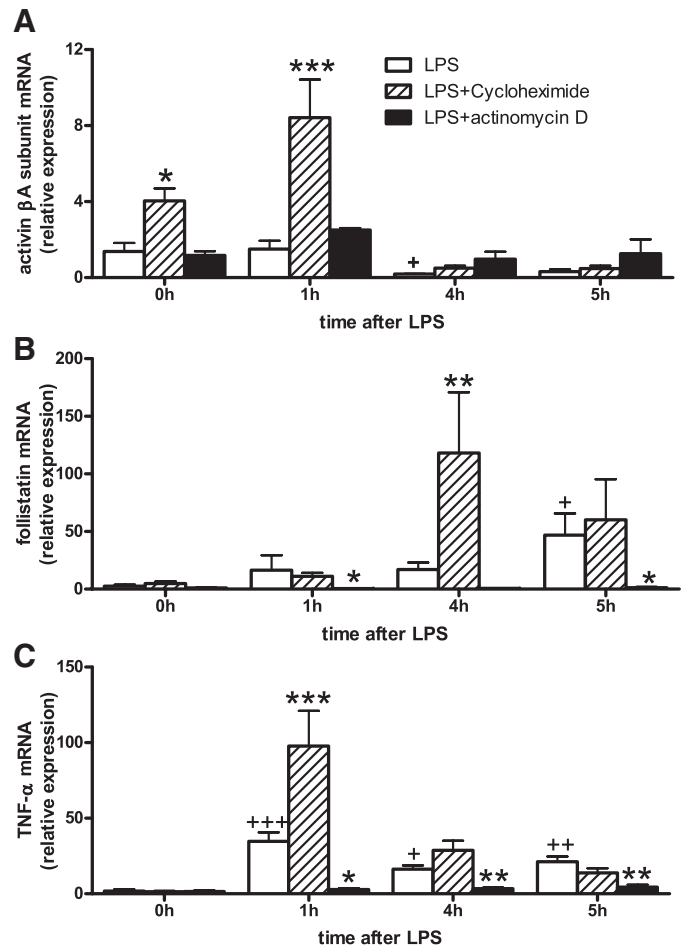 A
activin βA subunit mRNA
(relative expression)
12
8
4
0
***
*
+
LPS
LPS+Cycloheximide
LPS+actinomycin D
0h 1h 4h 5h
time after LPS
B
follistatin mRNA
(relative expression)
200
150
100
50
0
**
+
* *
0h 1h 4h 5h
time after LPS
C
TNF-α mRNA
(relative expression)
150
100
50
0
***
+++
+ ++
* ** **
0h 1h 4h 5h
time after LPS